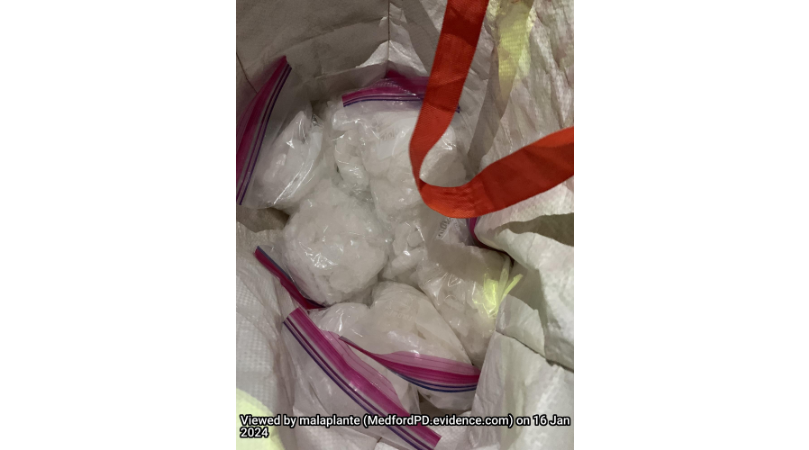 Viewed by malaplante (MedfordPD.evidence.com) on 16 Jan
2024